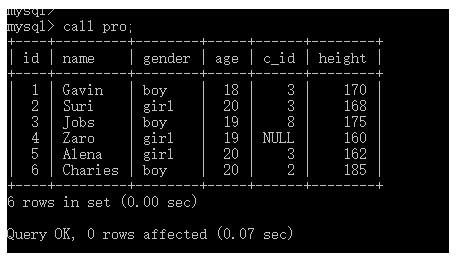 mysql>
mysql> call pro;
+----+---------+--------+-----+------+--------+
| id | name | gender | age | c_id | height |
+----+---------+--------+-----+------+--------+
| 1 | Gavin | boy | 18 | 3 | 170 |
| 2 | Suri | girl | 20 | 3 | 168 |
| 3 | Jobs | boy | 19 | 8 | 175 |
| 4 | Zaro | girl | 19 | NULL | 160 |
| 5 | Alena | girl | 20 | 3 | 162 |
| 6 | Charies | boy | 20 | 2 | 185 |
+----+---------+--------+-----+------+--------+
6 rows in set (0.00 sec)
Query OK, 0 rows affected (0.07 sec)